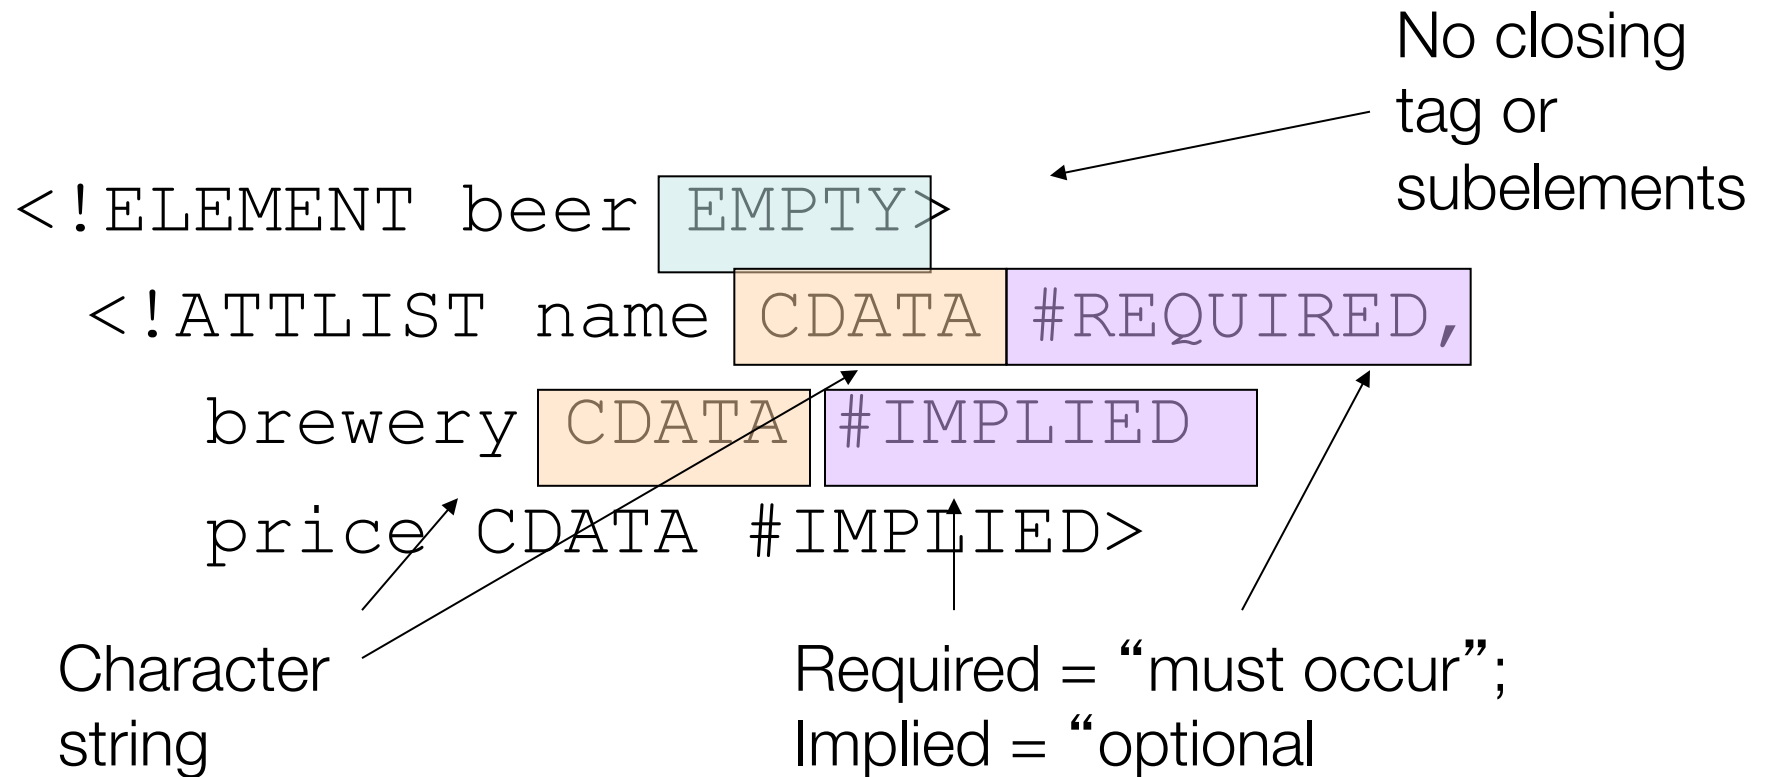 No closing
tag or
subelements
<!ELEMENT beer EMPTY>
<!ATTLIST name CDATA #REQUIRED,
brewery CDATA #IMPLIED
price CDATA #IMPLIED>
Character
string
Required = “must occur”;
Implied = “optional